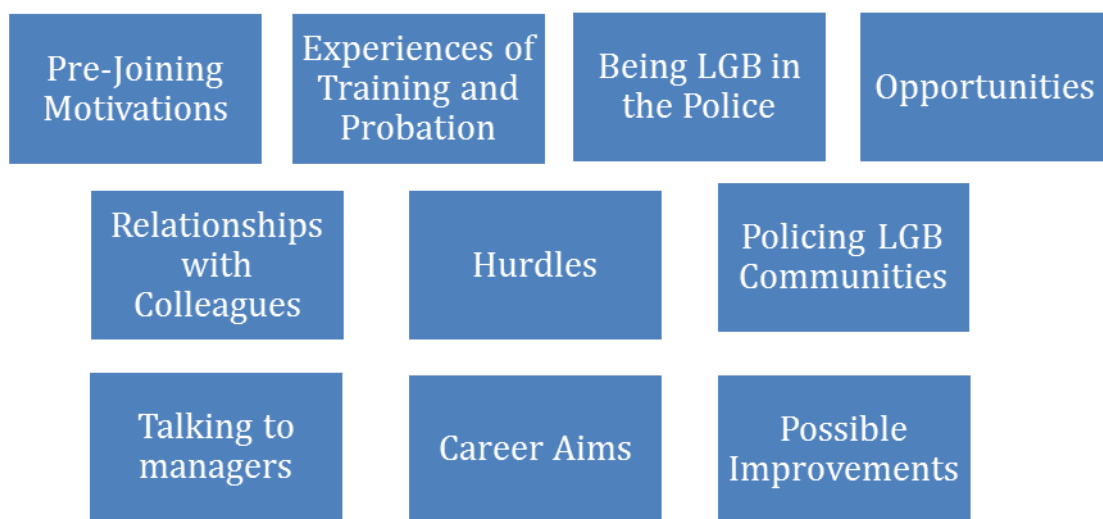 Pre-Joining
Motivations
Experiences of
Training and
Probation
Being LGB in
the Police
Opportunities
Relationships
with
Colleagues
Hurdles
Policing LGB
Communities
Talking to
managers
Career Aims
Possible
Improvements